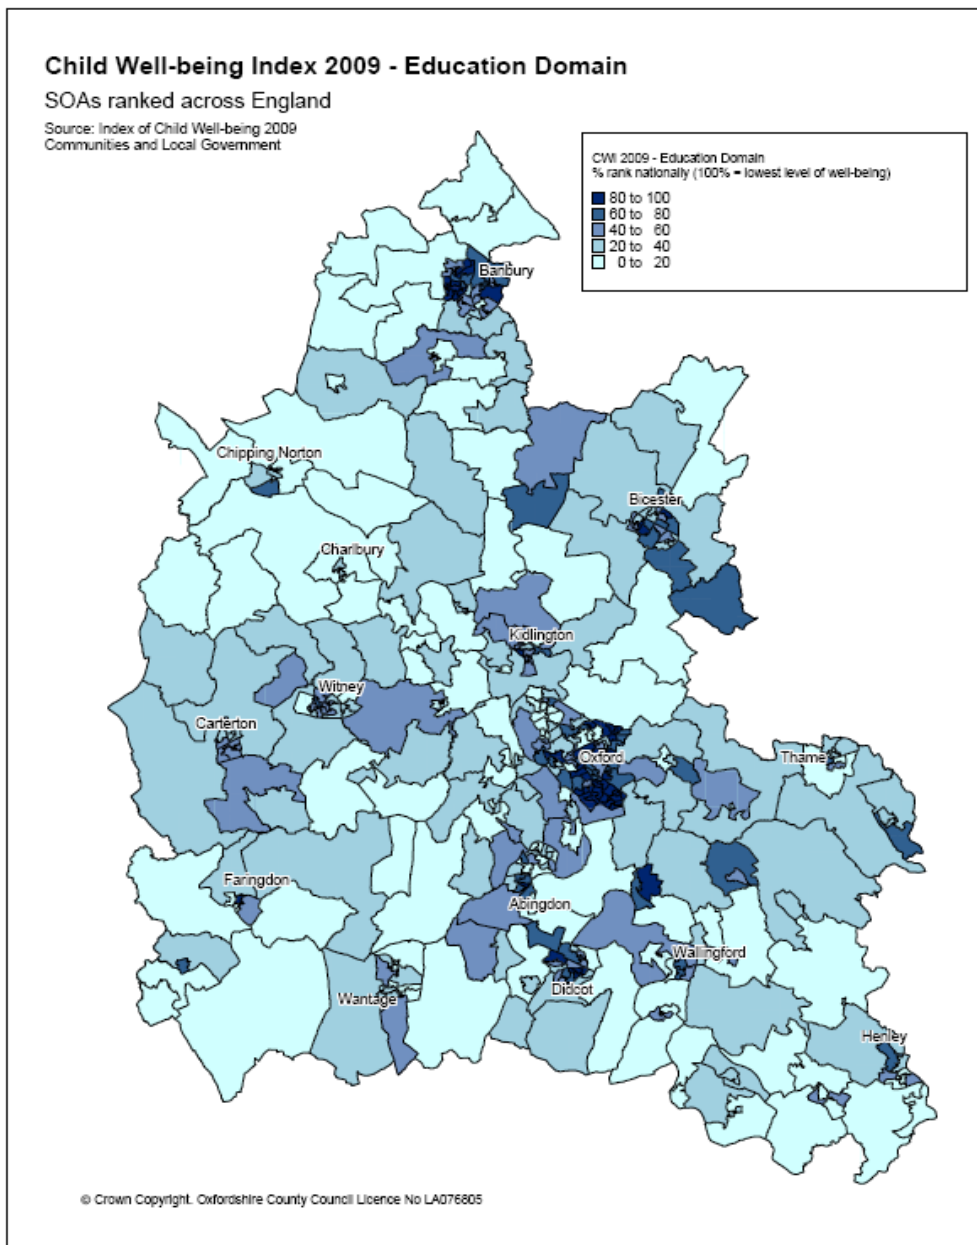 Child Well-being Index 2009 - Education Domain
SOAs ranked across England
Source: Index of Child Well-being 2009
Communities and Local Government
CWI 2009 - Education Domain
% rank nationally (100% = lowest level of well-being)
80 to 100
60 to 80
40 to 60
20 to 40
0 to 20
Banbury
Chipping Norton
Bicester
Charlbury
Kidlington
Witney
Carterton
Oxford
Thame
Faringdon
Abingdon
Wallingford
Didcot
Wantage
Henley
© Crown Copyright. Oxfordshire County Council Licence No LA076805